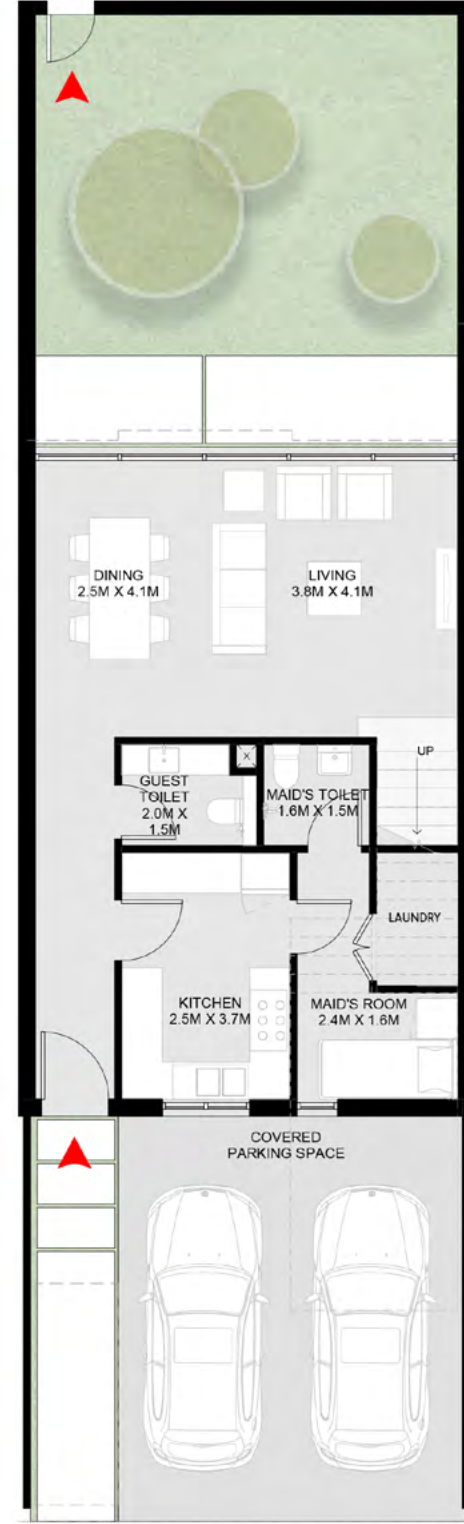 DINING
2.5M X 4.1M
LIVING
3.8M X 4.1M
UP
GUEST
TOILET
2.0M X
1.5M
X
MAID'S TOILET
1.6M X 1.5M
LAUNDRY
KITCHEN
2.5M X 3.7M
MAID'S ROOM
2.4M X 1.6M
COVERED
PARKING SPACE